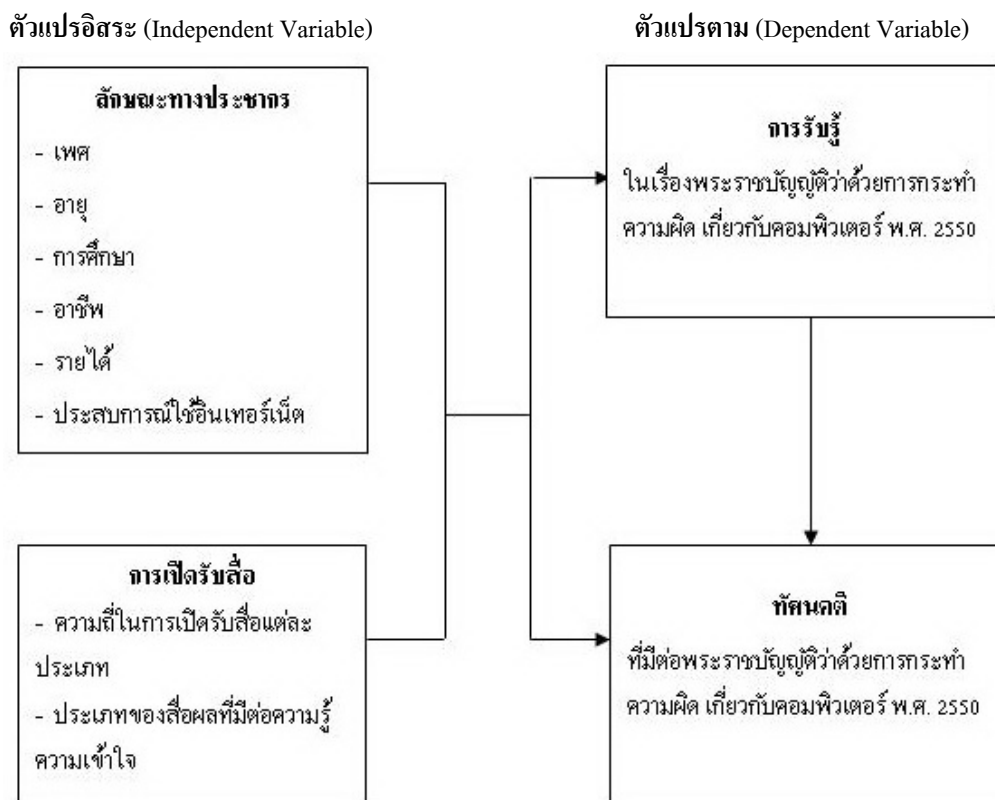 ตัวแปรอิสระ (Independent Variable)
ตัวแปรตาม (Dependent Variable)
ลักษณะทางประชากร
- เพศ
- อายุ
- การศึกษา
- อาชีพ
- รายได้
- ประสบการณ์ใช้อินเทอร์เน็ต
การเปิดรับสื่อ
- ความถี่ในการเปิดรับสื่อแต่ละ
ประเภท
- ประเภทของสื่อผลที่มีต่อความรู้
ความเข้าใจ
การรับรู้
ในเรื่องพระราชบัญญัติว่าด้วยการกระทำ
ความผิด เกี่ยวกับคอมพิวเตอร์ พ.ศ. 2550
ทัศนคติ
ที่มีต่อพระราชบัญญัติว่าด้วยการกระทำ
ความผิด เกี่ยวกับคอมพิวเตอร์ พ.ศ. 2550